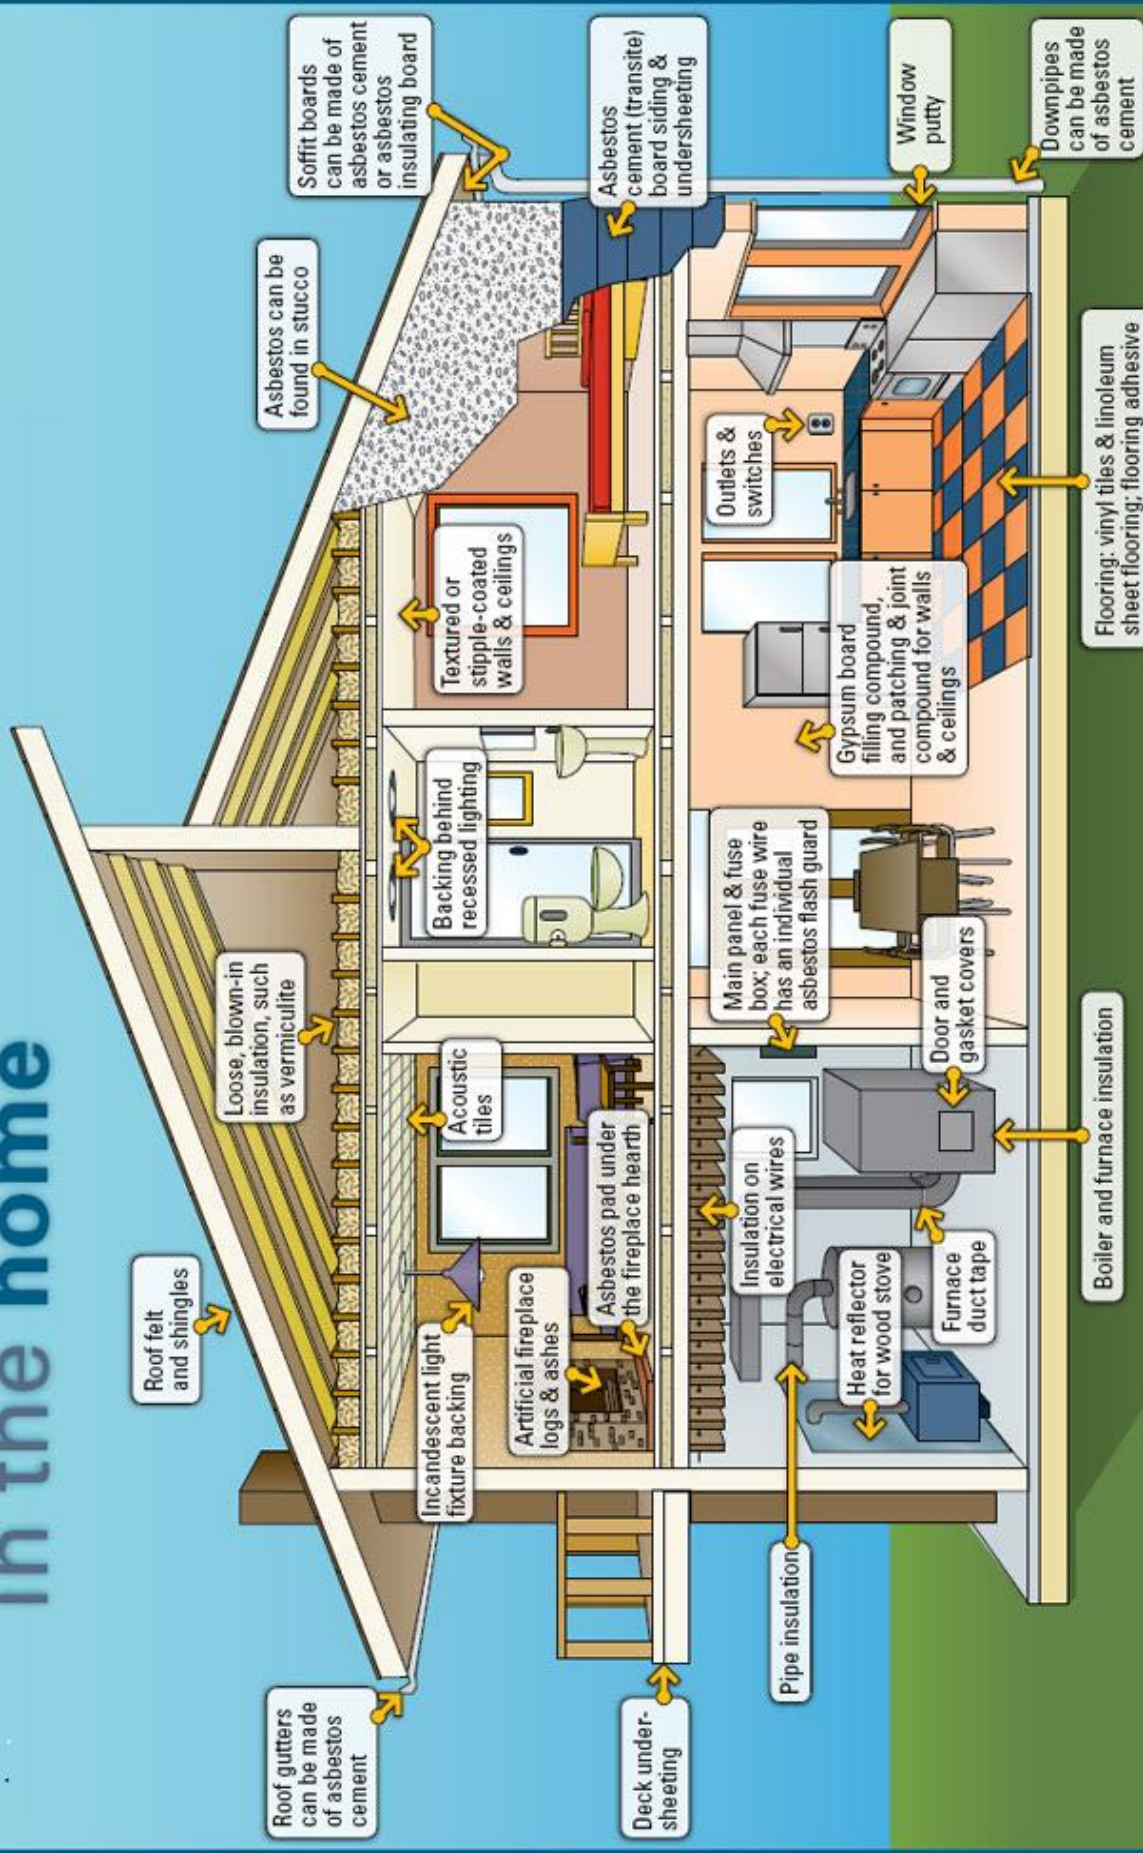 in the home
Roof felt
and shingles
Roof gutters
can be made
of asbestos
cement
Loose, blown-in
insulation, such
as vermiculite
Asbestos can be
found in stucco
Soffit boards
can be made of
asbestos cement
or asbestos
insulating board
Incandescent light
fixture backing
Acoustic
tiles
Backing behind
recessed lighting
Textured or
stipple-coated
walls & ceilings
Asbestos
cement (transite)
board siding &
undersheeting
Artificial fireplace
logs & ashes
Asbestos pad under
the fireplace hearth
Deck under-
sheeting
Insulation on
electrical wires
Main panel & fuse
box; each fuse wire
has an individual
asbestos flash guard
Outlets &
switches
Gypsum board
filling compound,
and patching & joint
compound for walls
& ceilings
Window
putty
Pipe insulation
Heat reflector
for wood stove
Furnace
duct tape
Door and
gasket covers
Downpipes
can be made
of asbestos
cement
Boiler and furnace insulation
Flooring: vinyl tiles & linoleum
sheet flooring; flooring adhesive